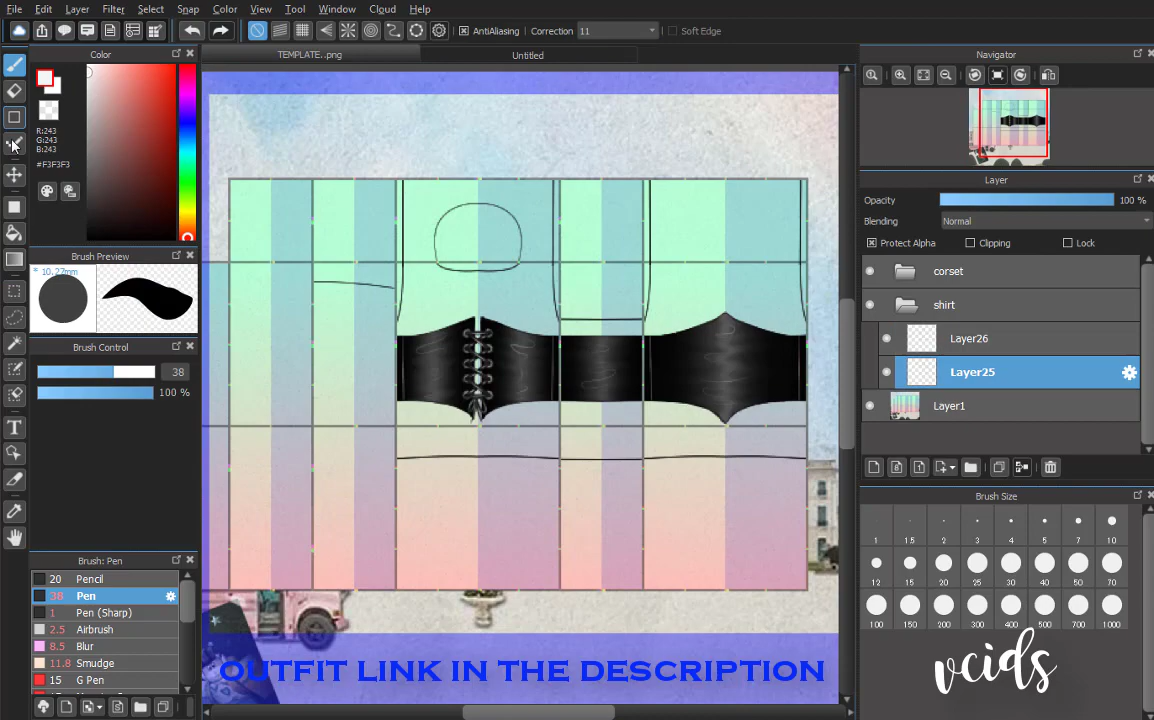 File Edit Layer Filter Select Snap Color View Tool Window Cloud Help
AntiAliasing Correction 11 Soft Edge
Color
TEMPLATE..png Untitled
Navigator
R:243
G:243
B:243
#F3F3F3
Layer
Opacity 100 %
Blending Normal
Protect Alpha Clipping Lock
Brush Preview
* 10.27mm
corset
shirt
Layer26
Layer25
Layer1
Brush Control
38
100 %
Brush Size
1 1.5 2 3 4 5 7 10
12 15 20 25 30 40 50 70
100 150 200 300 400 500 700 1000
Brush: Pen
20 Pencil
38 Pen
1 Pen (Sharp)
2.5 Airbrush
8.5 Blur
11.8 Smudge
15 G Pen
OUTFIT LINK IN THE DESCRIPTION
vcids